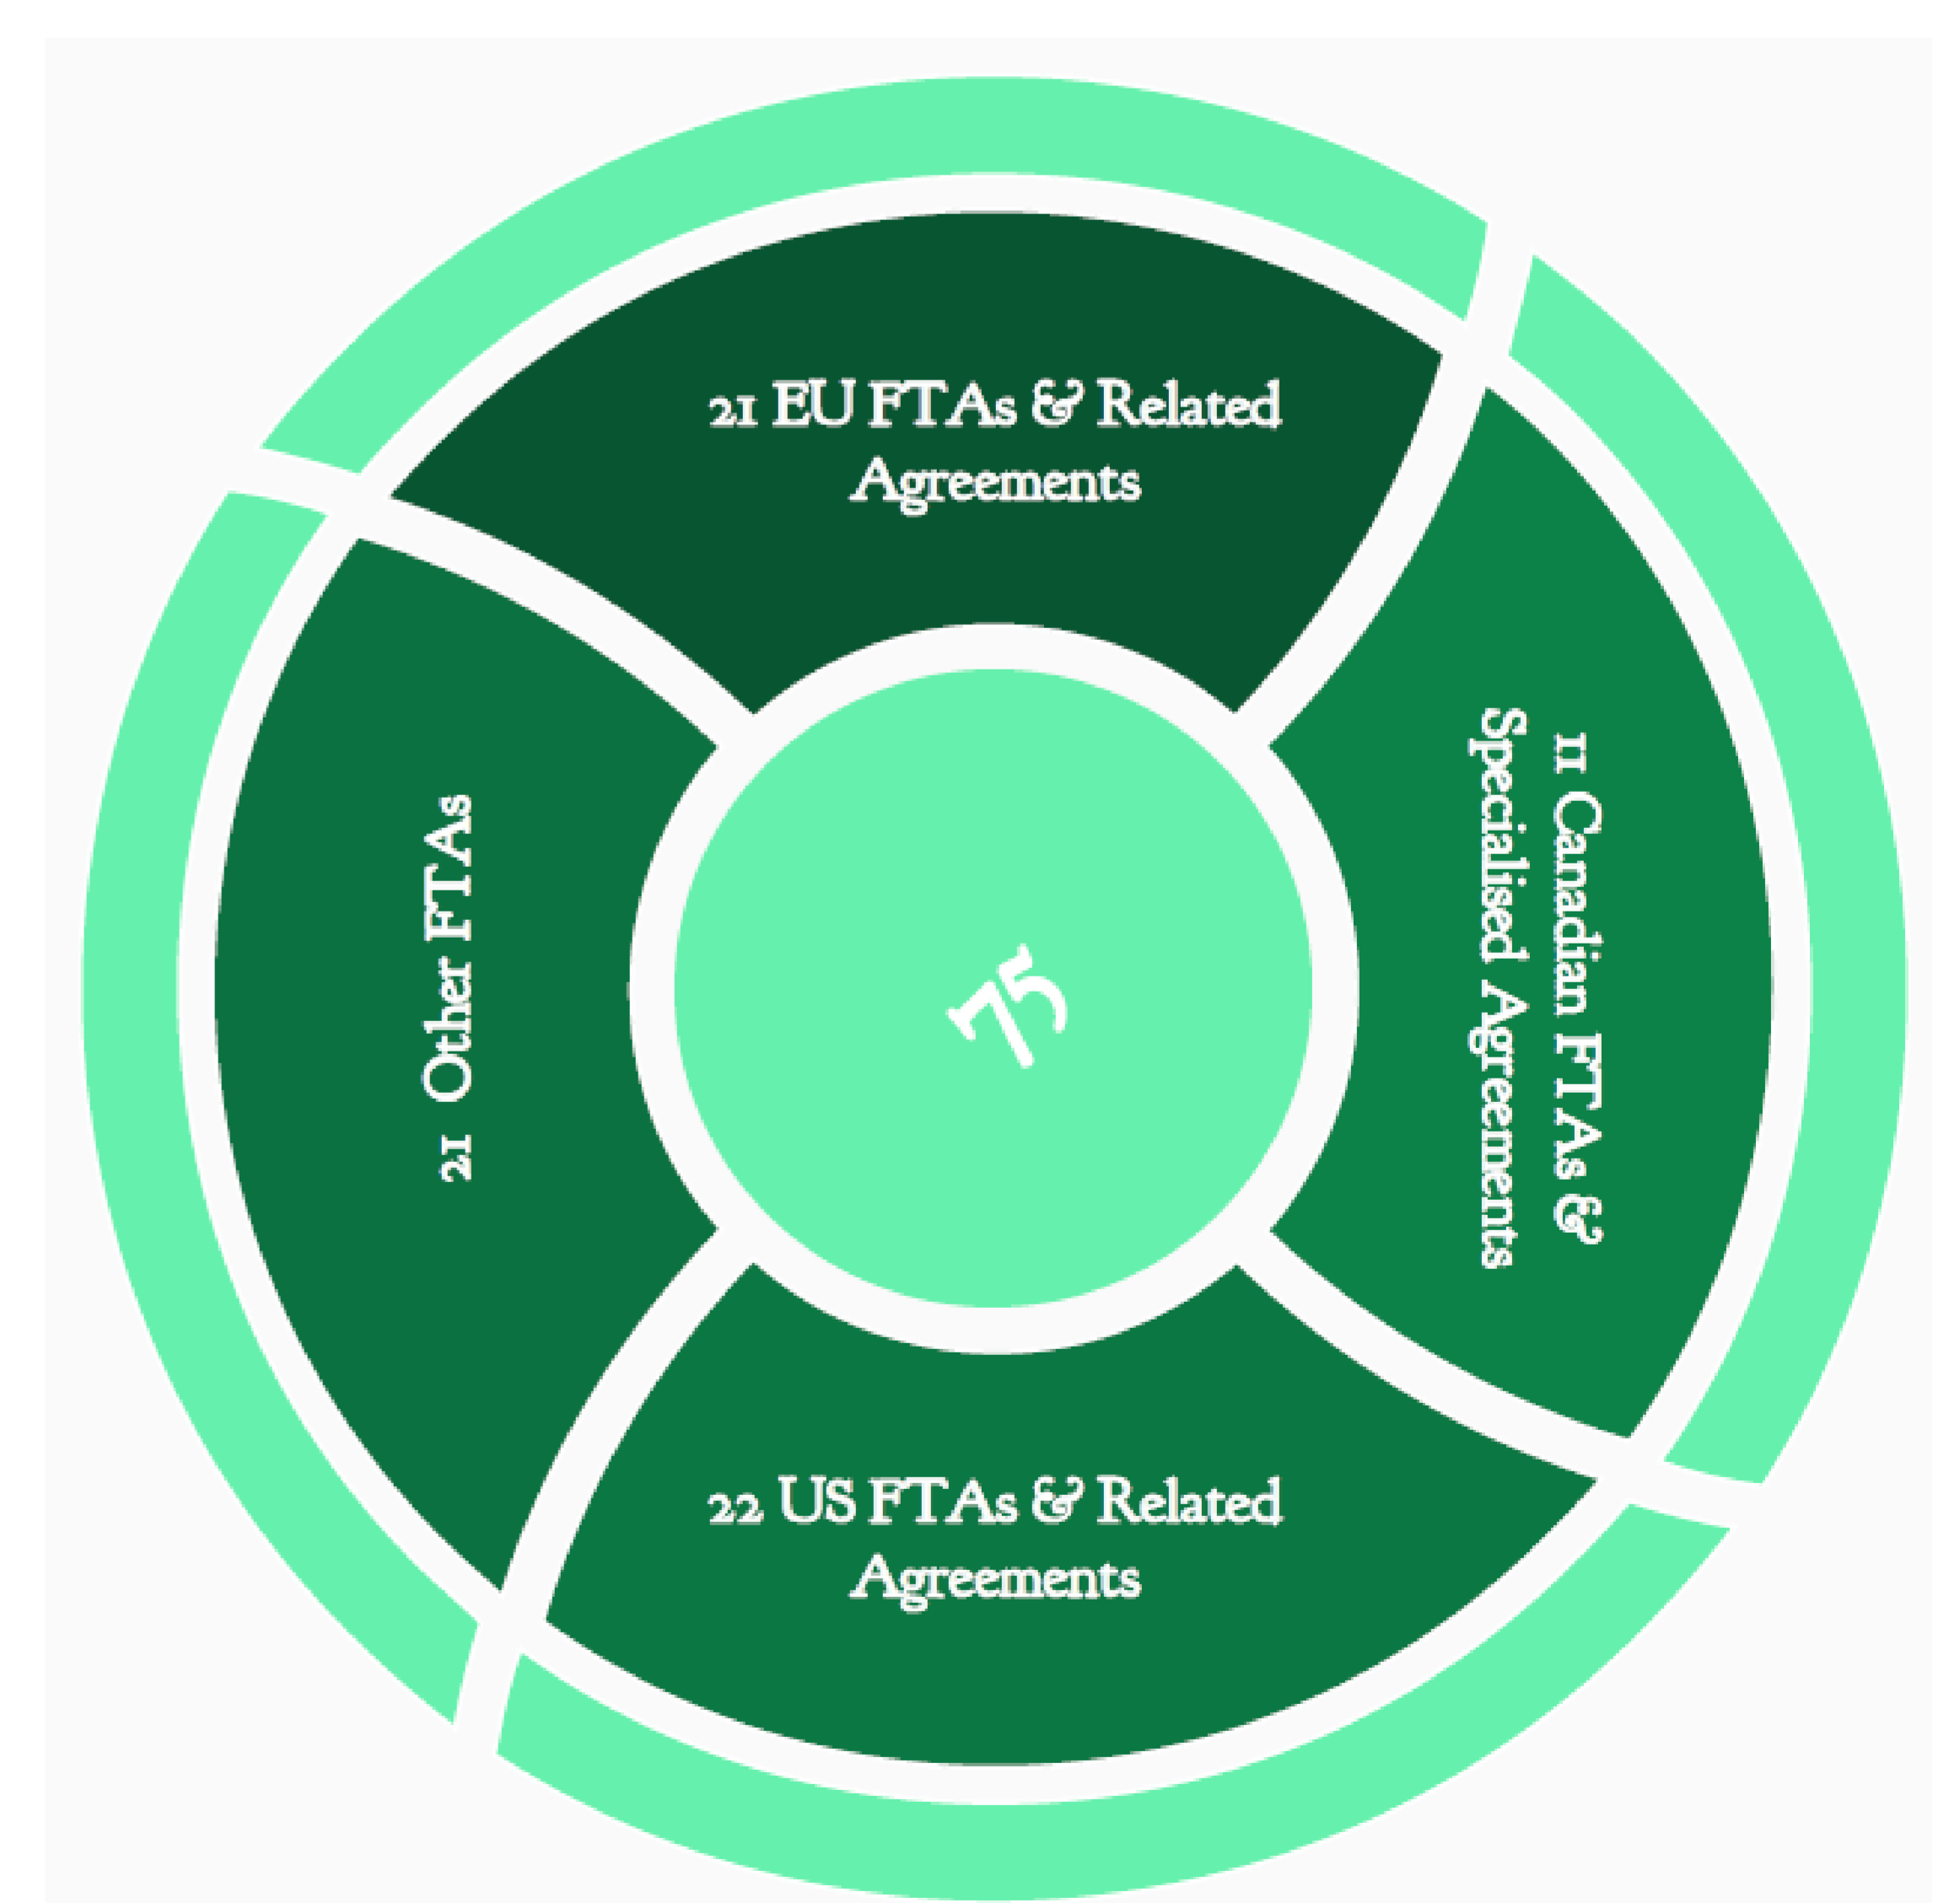 21 EU FTAs & Related
Agreements
11 Canadian FTAs &
Specialised Agreements
22 US FTAs & Related
Agreements
21 Other FTAs
75